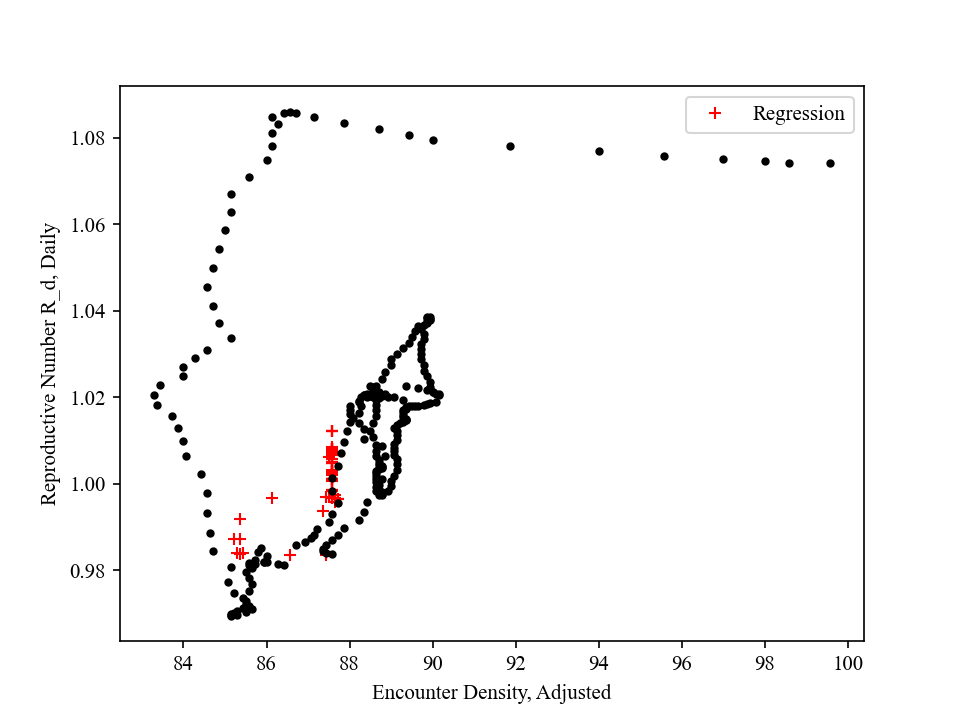 Regression
1.08
1.06
1.04
1.02
1.00
0.98
Reproductive Number R_d, Daily
84 86 88 90 92 94 96 98 100
Encounter Density, Adjusted